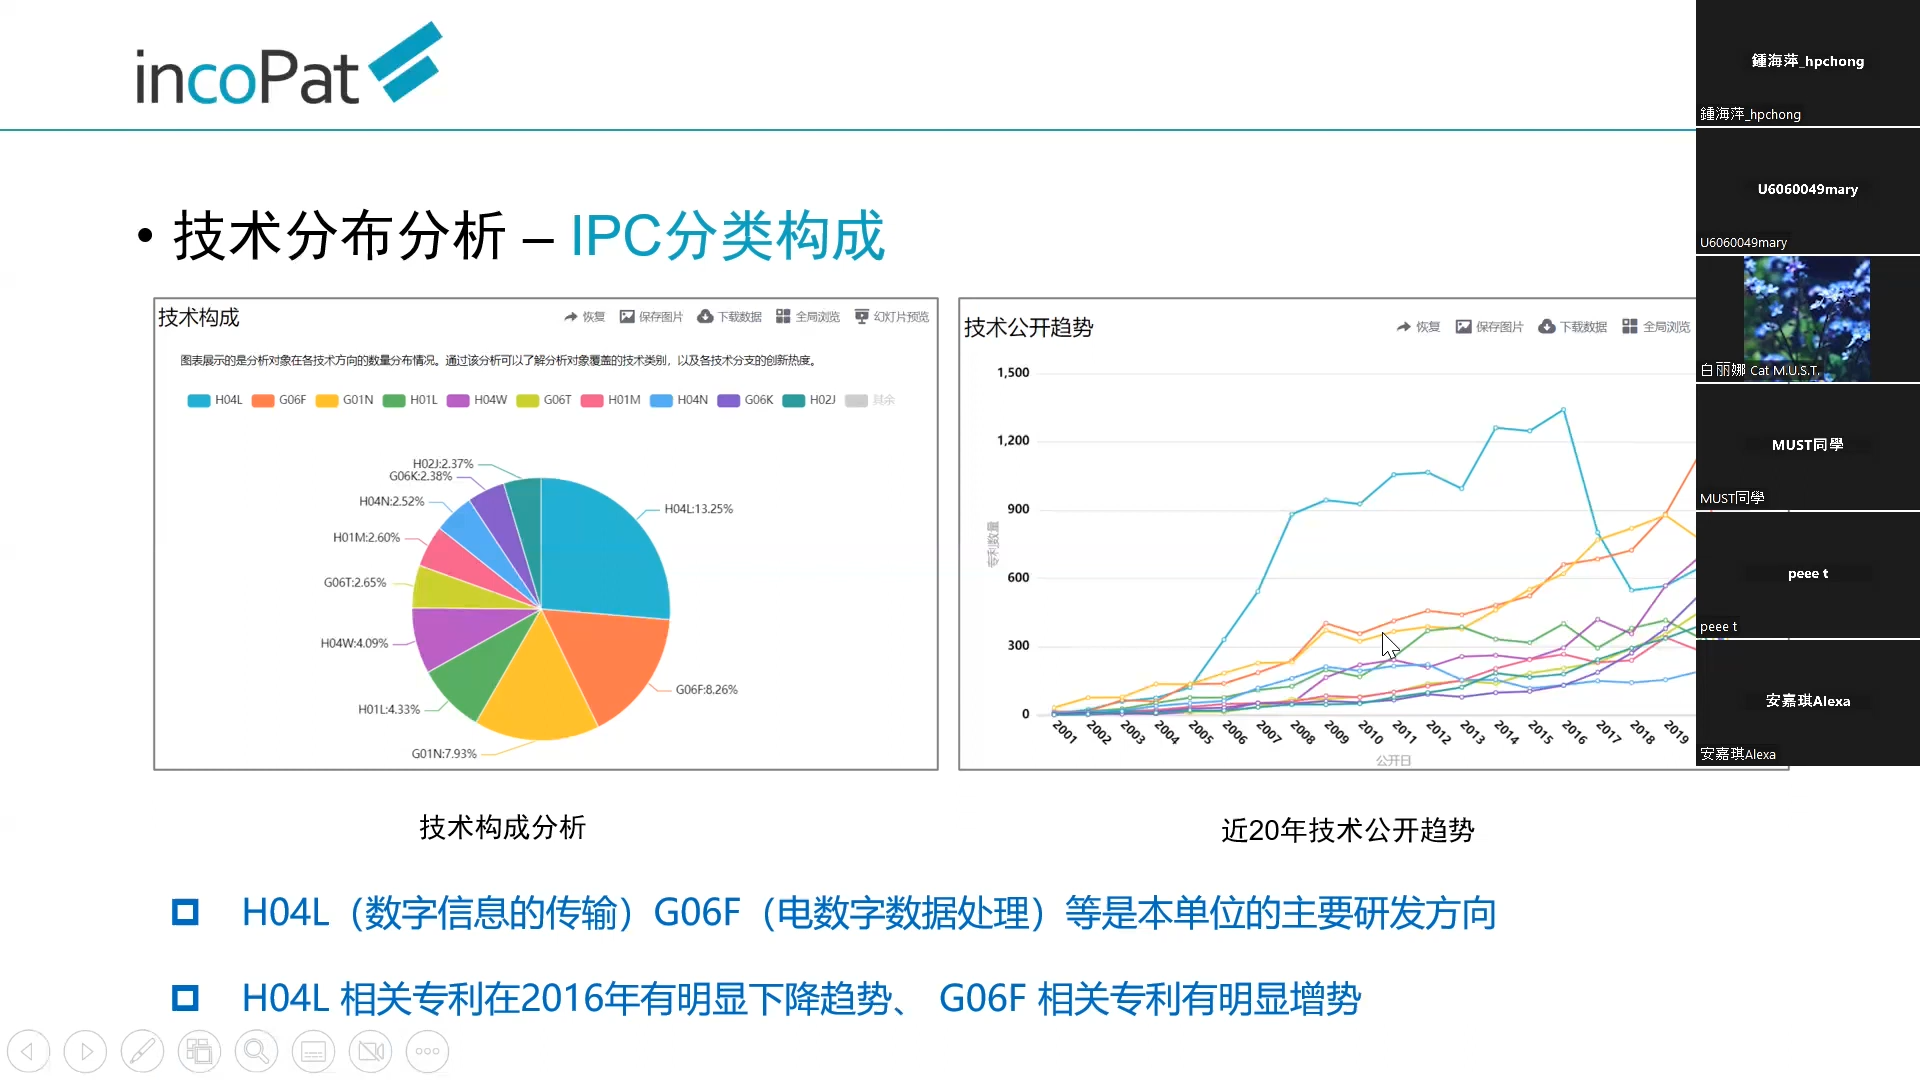 incoPat
• 技术分布分析 – IPC分类构成
技术构成
恢复 保存图片 下载数据 全局浏览 幻灯片预览
图表展示的是分析对象在各技术方向的数量分布情况。通过该分析可以了解分析对象覆盖的技术类别，以及各技术分支的创新热度。
H04L G06F G01N H01L H04W G06T H01M H04N G06K H02J 其余
H02J:2.37%
G06K:2.38%
H04N:2.52%
H04L:13.25%
H01M:2.60%
G06T:2.65%
H04W:4.09%
G06F:8.26%
H01L:4.33%
G01N:7.93%
技术公开趋势
恢复 保存图片 下载数据 全局浏览
1,500
1,200
900
专利数量
600
300
0
2001 2002 2003 2004 2005 2006 2007 2008 2009 2010 2011 2012 2013 2014 2015 2016 2017 2018 2019
公开日
技术构成分析
近20年技术公开趋势
H04L（数字信息的传输）G06F（电数字数据处理）等是本单位的主要研发方向
H04L 相关专利在2016年有明显下降趋势、 G06F 相关专利有明显增势
鍾海萍_hpchong
鍾海萍_hpchong
U6060049mary
U6060049mary
白丽娜 Cat M.U.S.T.
MUST同學
MUST同學
peee t
peee t
安嘉琪Alexa
安嘉琪Alexa